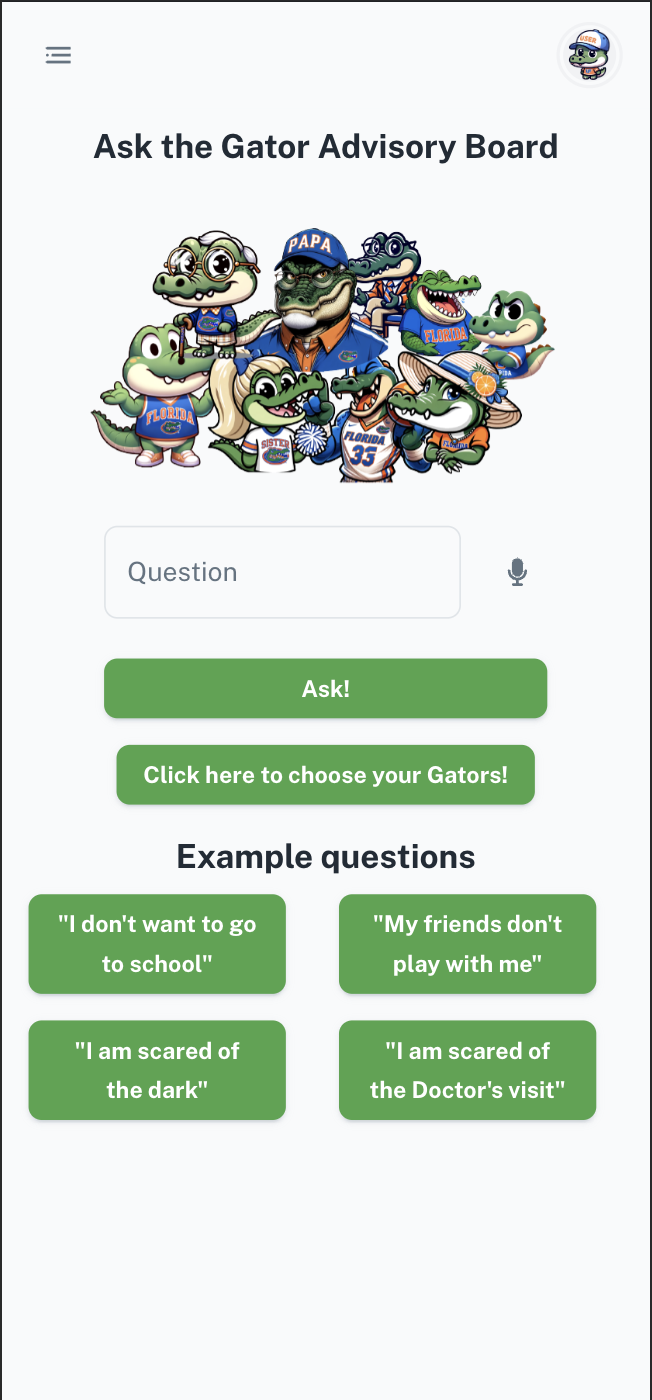 USER
Ask the Gator Advisory Board
PAPA
FLORIDA
FLORIDA
SISTER
FLORIDA
35
Question
Ask!
Click here to choose your Gators!
Example questions
"I don't want to go
to school"
"My friends don't
play with me"
"I am scared of
the dark"
"I am scared of
the Doctor's visit"